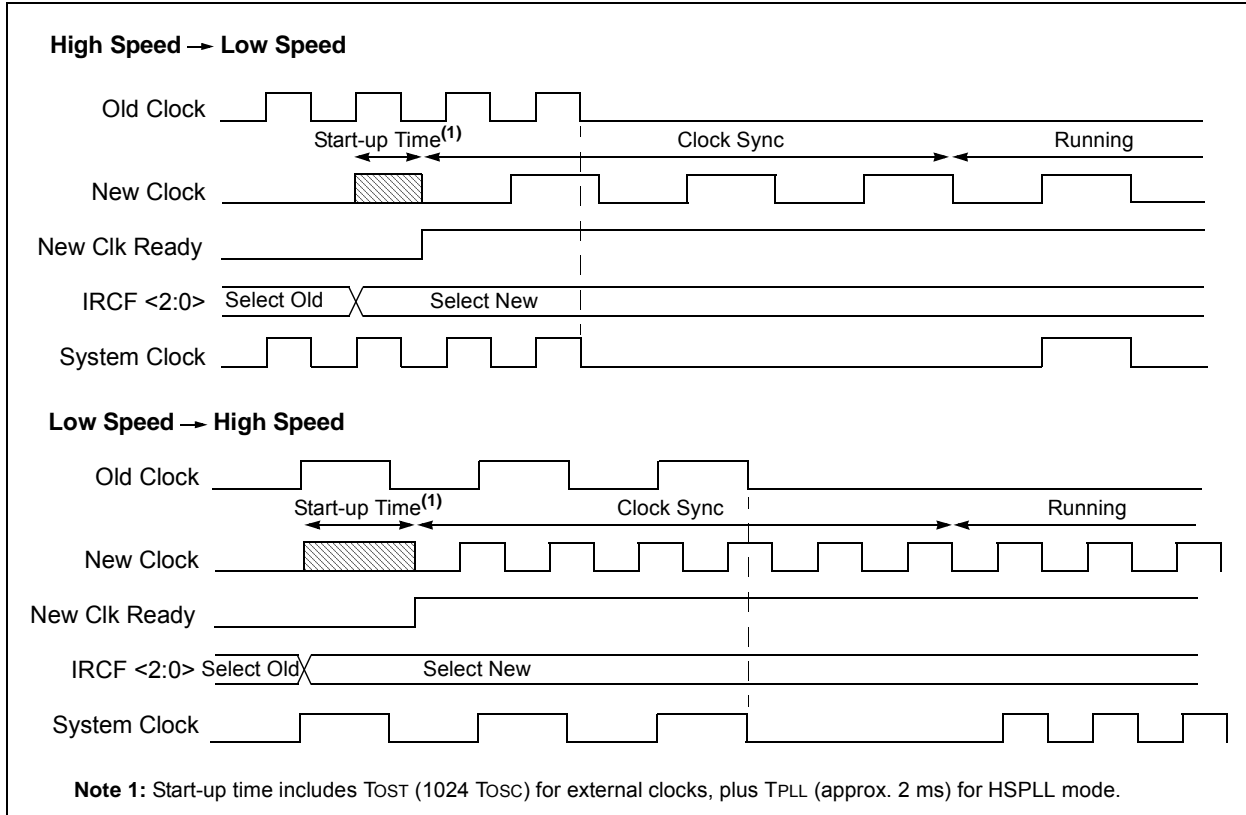 High Speed → Low Speed
Old Clock
Start-up Time(1) Clock Sync Running
New Clock
New Clk Ready
IRCF <2:0> Select Old Select New
System Clock
Low Speed → High Speed
Old Clock
Start-up Time(1) Clock Sync Running
New Clock
New Clk Ready
IRCF <2:0> Select Old Select New
System Clock
Note 1: Start-up time includes TOST (1024 TOSC) for external clocks, plus TPLL (approx. 2 ms) for HSPLL mode.